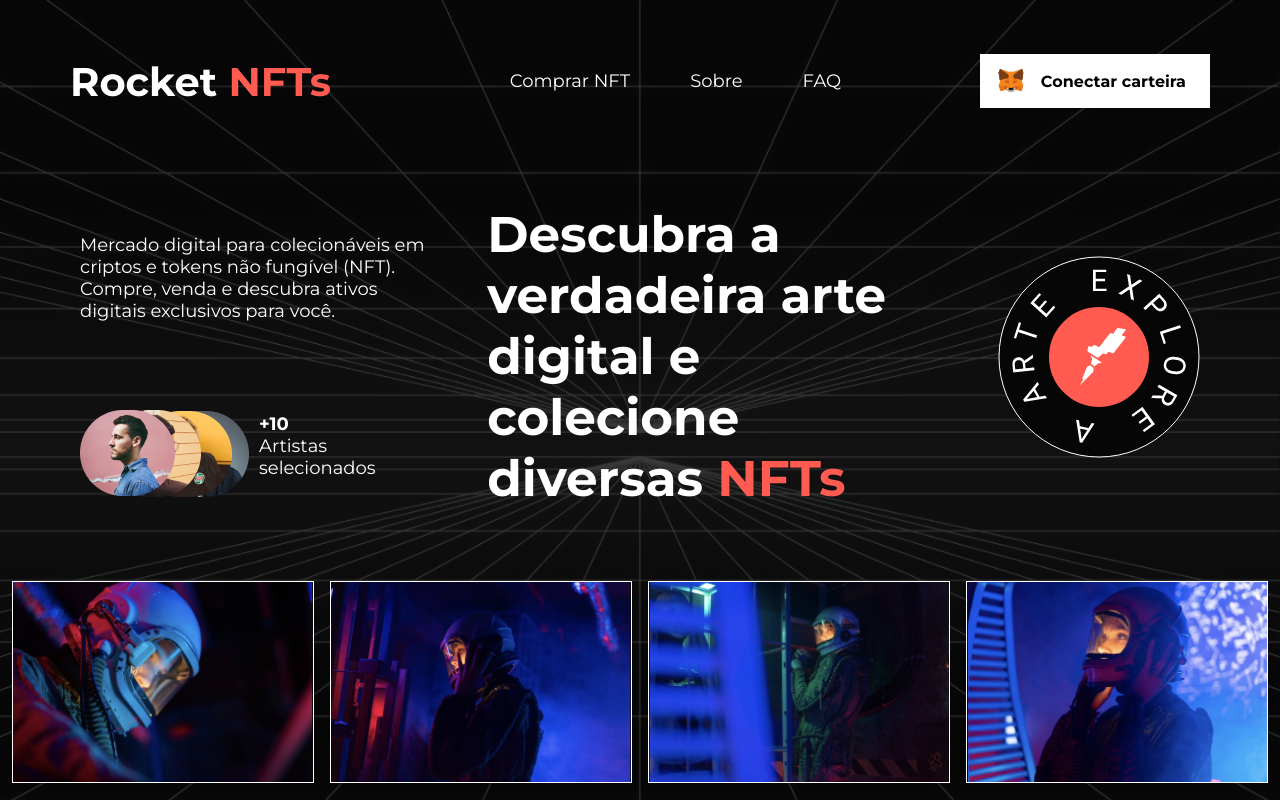 Rocket NFTs
Comprar NFT
Sobre
FAQ
Conectar carteira
Mercado digital para colecionáveis em
criptos e tokens não fungível (NFT).
Compre, venda e descubra ativos
digitais exclusivos para você.
+10
Artistas
selecionados
Descubra a
verdadeira arte
digital e
colecione
diversas NFTs
EXPLORE A ARTE